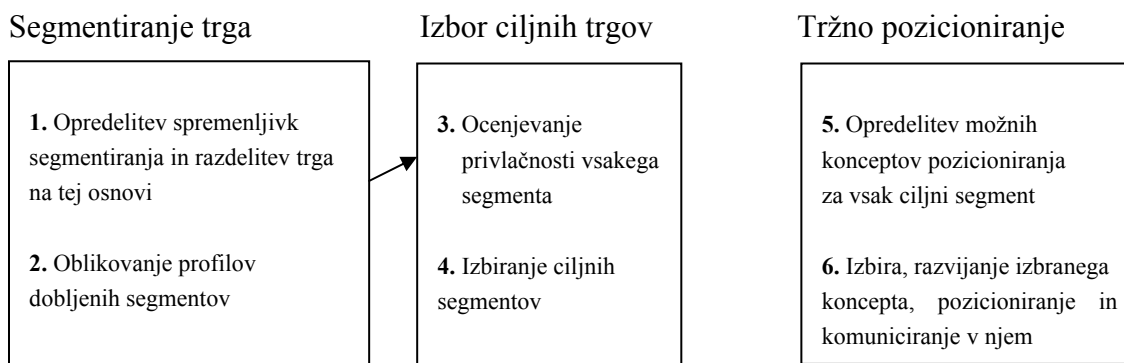 Segmentiranje trga
Izbor ciljnih trgov
Tržno pozicioniranje
1. Opredelitev spremenljivk
segmentiranja in razdelitev trga
na tej osnovi
2. Oblikovanje profilov
dobljenih segmentov
3. Ocenjevanje
privlačnosti vsakega
segmenta
4. Izbiranje ciljnih
segmentov
5. Opredelitev možnih
konceptov pozicioniranja
za vsak ciljni segment
6. Izbira, razvijanje izbranega
koncepta, pozicioniranje in
komuniciranje v njem